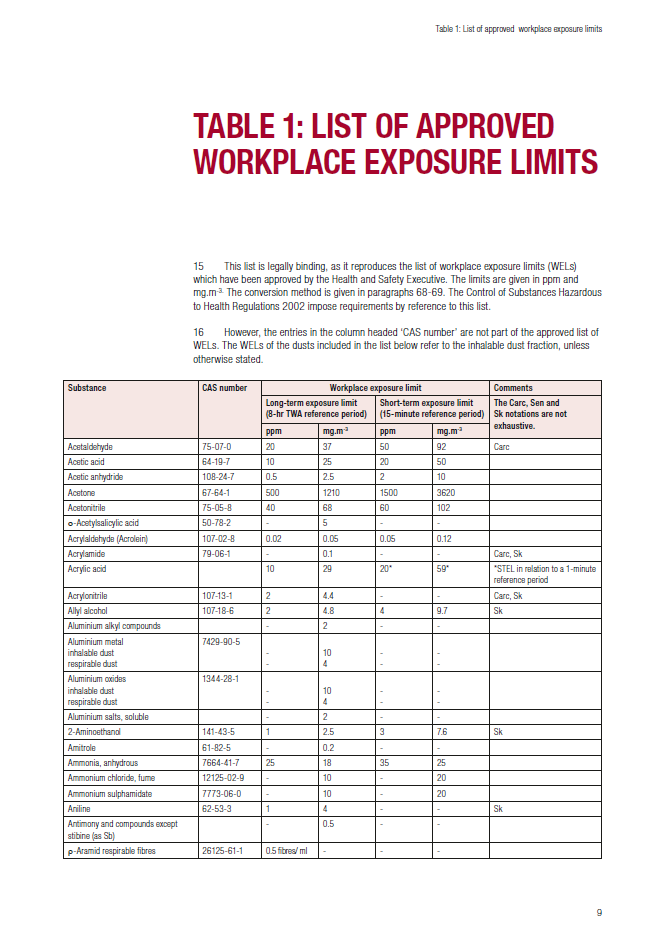 Table 1: List of approved workplace exposure limits
TABLE 1: LIST OF APPROVED
WORKPLACE EXPOSURE LIMITS
15 This list is legally binding, as it reproduces the list of workplace exposure limits (WELs)
which have been approved by the Health and Safety Executive. The limits are given in ppm and
mg.m-3. The conversion method is given in paragraphs 68-69. The Control of Substances Hazardous
to Health Regulations 2002 impose requirements by reference to this list.
16 However, the entries in the column headed ‘CAS number’ are not part of the approved list of
WELs. The WELs of the dusts included in the list below refer to the inhalable dust fraction, unless
otherwise stated.
Substance CAS number Workplace exposure limit Comments
Long-term exposure limit Short-term exposure limit The Carc, Sen and
(8-hr TWA reference period) (15-minute reference period) Sk notations are not
exhaustive.
ppm mg.m-3 ppm mg.m-3
Acetaldehyde 75-07-0 20 37 50 92 Carc
Acetic acid 64-19-7 10 25 20 50
Acetic anhydride 108-24-7 0.5 2.5 2 10
Acetone 67-64-1 500 1210 1500 3620
Acetonitrile 75-05-8 40 68 60 102
o-Acetylsalicylic acid 50-78-2 - 5 - -
Acrylaldehyde (Acrolein) 107-02-8 0.02 0.05 0.05 0.12
Acrylamide 79-06-1 - 0.1 - - Carc, Sk
Acrylic acid 10 29 20* 59* *STEL in relation to a 1-minute
reference period
Acrylonitrile 107-13-1 2 4.4 - - Carc, Sk
Allyl alcohol 107-18-6 2 4.8 4 9.7 Sk
Aluminium alkyl compounds - 2 - -
Aluminium metal 7429-90-5
inhalable dust - 10 - -
respirable dust - 4 - -
Aluminium oxides 1344-28-1
inhalable dust - 10 - -
respirable dust - 4 - -
Aluminium salts, soluble - 2 - -
2-Aminoethanol 141-43-5 1 2.5 3 7.6 Sk
Amitrole 61-82-5 - 0.2 - -
Ammonia, anhydrous 7664-41-7 25 18 35 25
Ammonium chloride, fume 12125-02-9 - 10 - 20
Ammonium sulphamidate 7773-06-0 - 10 - 20
Aniline 62-53-3 1 4 - - Sk
Antimony and compounds except - 0.5 - -
stibine (as Sb)
ρ-Aramid respirable fibres 26125-61-1 0.5 fibres/ ml - - -
9